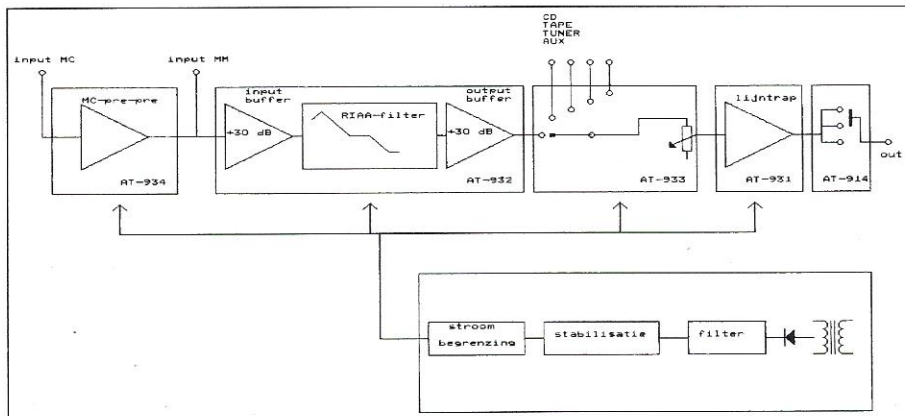 CD
TAPE
TUNER
AUX
input MC
input MM
MC-pre-pre
AT-934
input
buffer
+30 dB
RIAA-filter
output
buffer
+30 dB
AT-932
AT-933
lijntrap
AT-931
AT-914
out
stroom
begrenzing
stabilisatie
filter